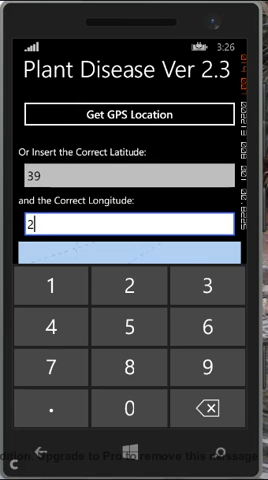 3:26
Plant Disease Ver 2.3
Get GPS Location
Or Insert the Correct Latitude:
39
and the Correct Longitude:
2
1 2 3
4 5 6
7 8 9
. 0
dition. Upgrade to Pro to remove this message